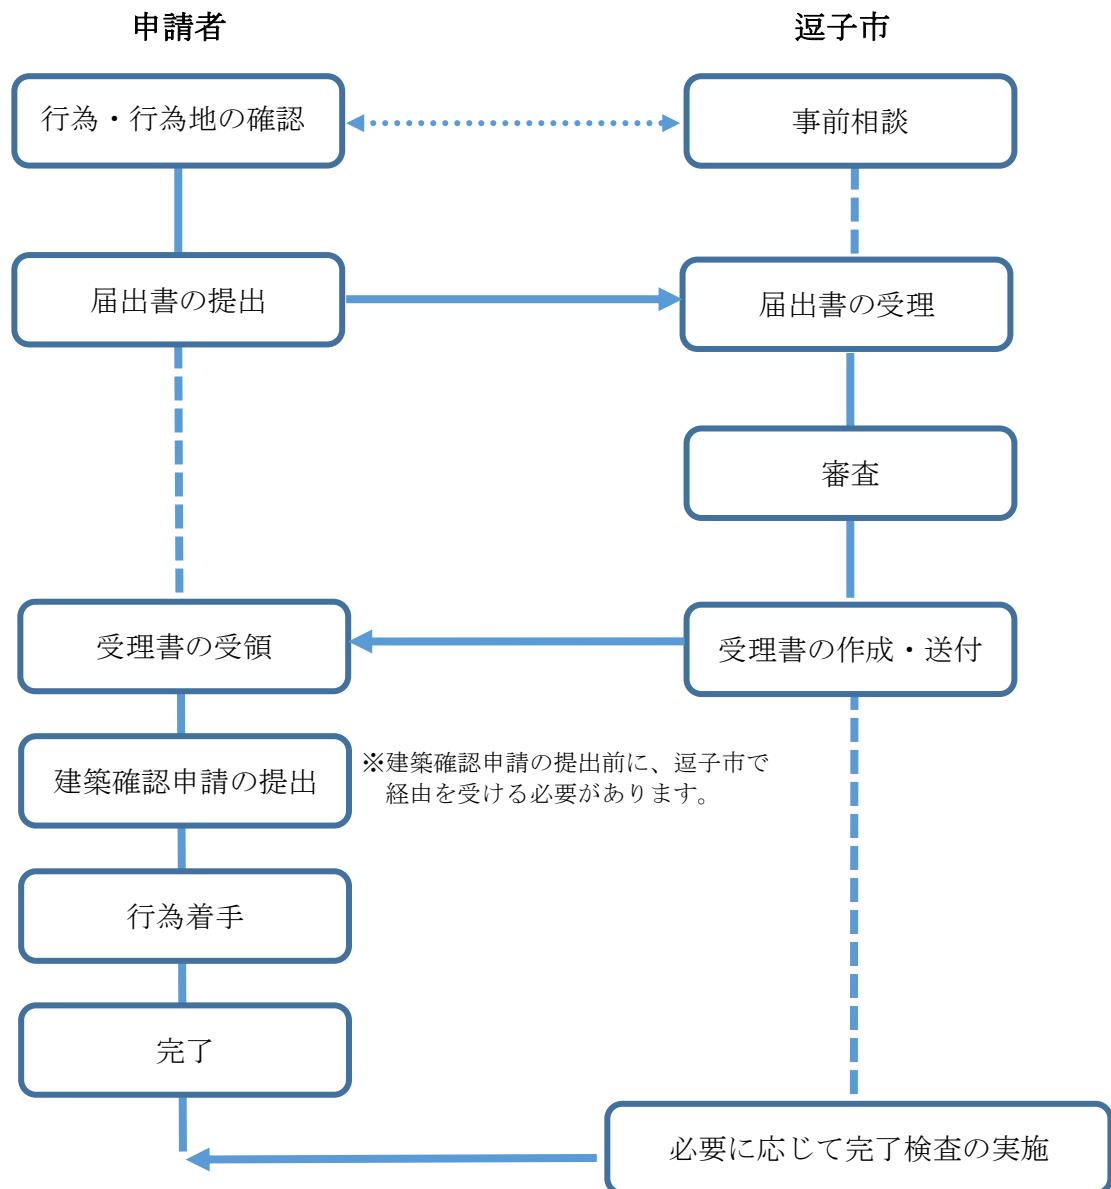 申請者
逗子市
行為・行為地の確認
事前相談
届出書の提出
届出書の受理
審査
受理書の受領
受理書の作成・送付
建築確認申請の提出
※建築確認申請の提出前に、逗子市で
経由を受ける必要があります。
行為着手
完了
必要に応じて完了検査の実施